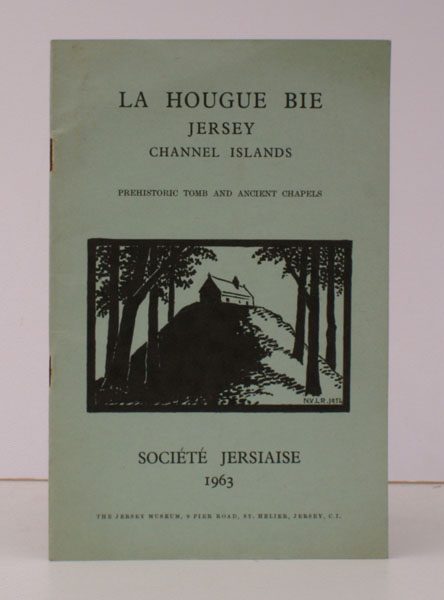 LA HOUGUE BIE
JERSEY
CHANNEL ISLANDS
PREHISTORIC TOMB AND ANCIENT CHAPELS
SOCIÉTÉ JERSIAISE
1963
THE JERSEY MUSEUM, 9 PIER ROAD, ST. HELIER, JERSEY, C.I.